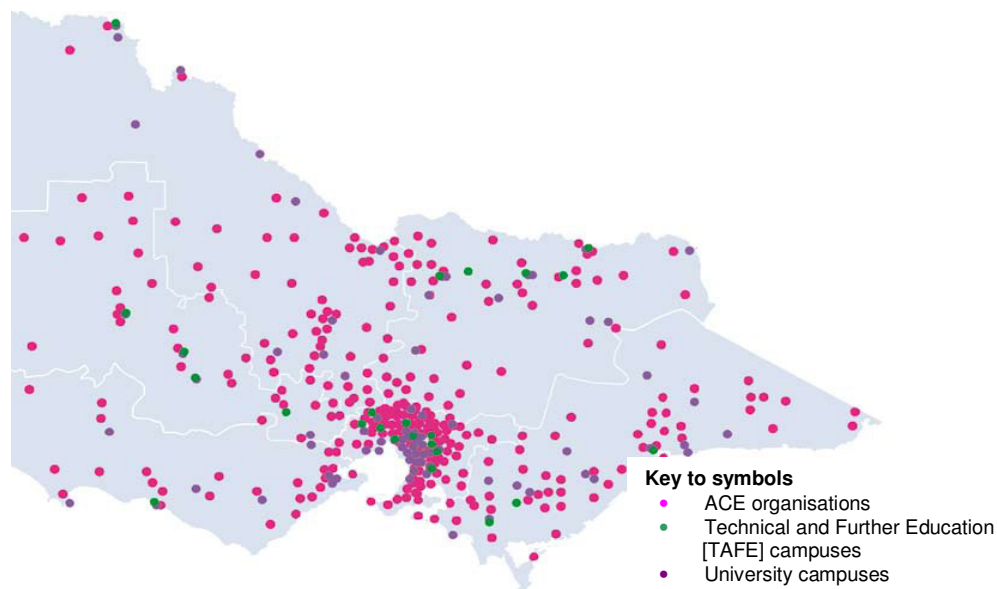 Key to symbols
ACE organisations
Technical and Further Education
[TAFE] campuses
University campuses